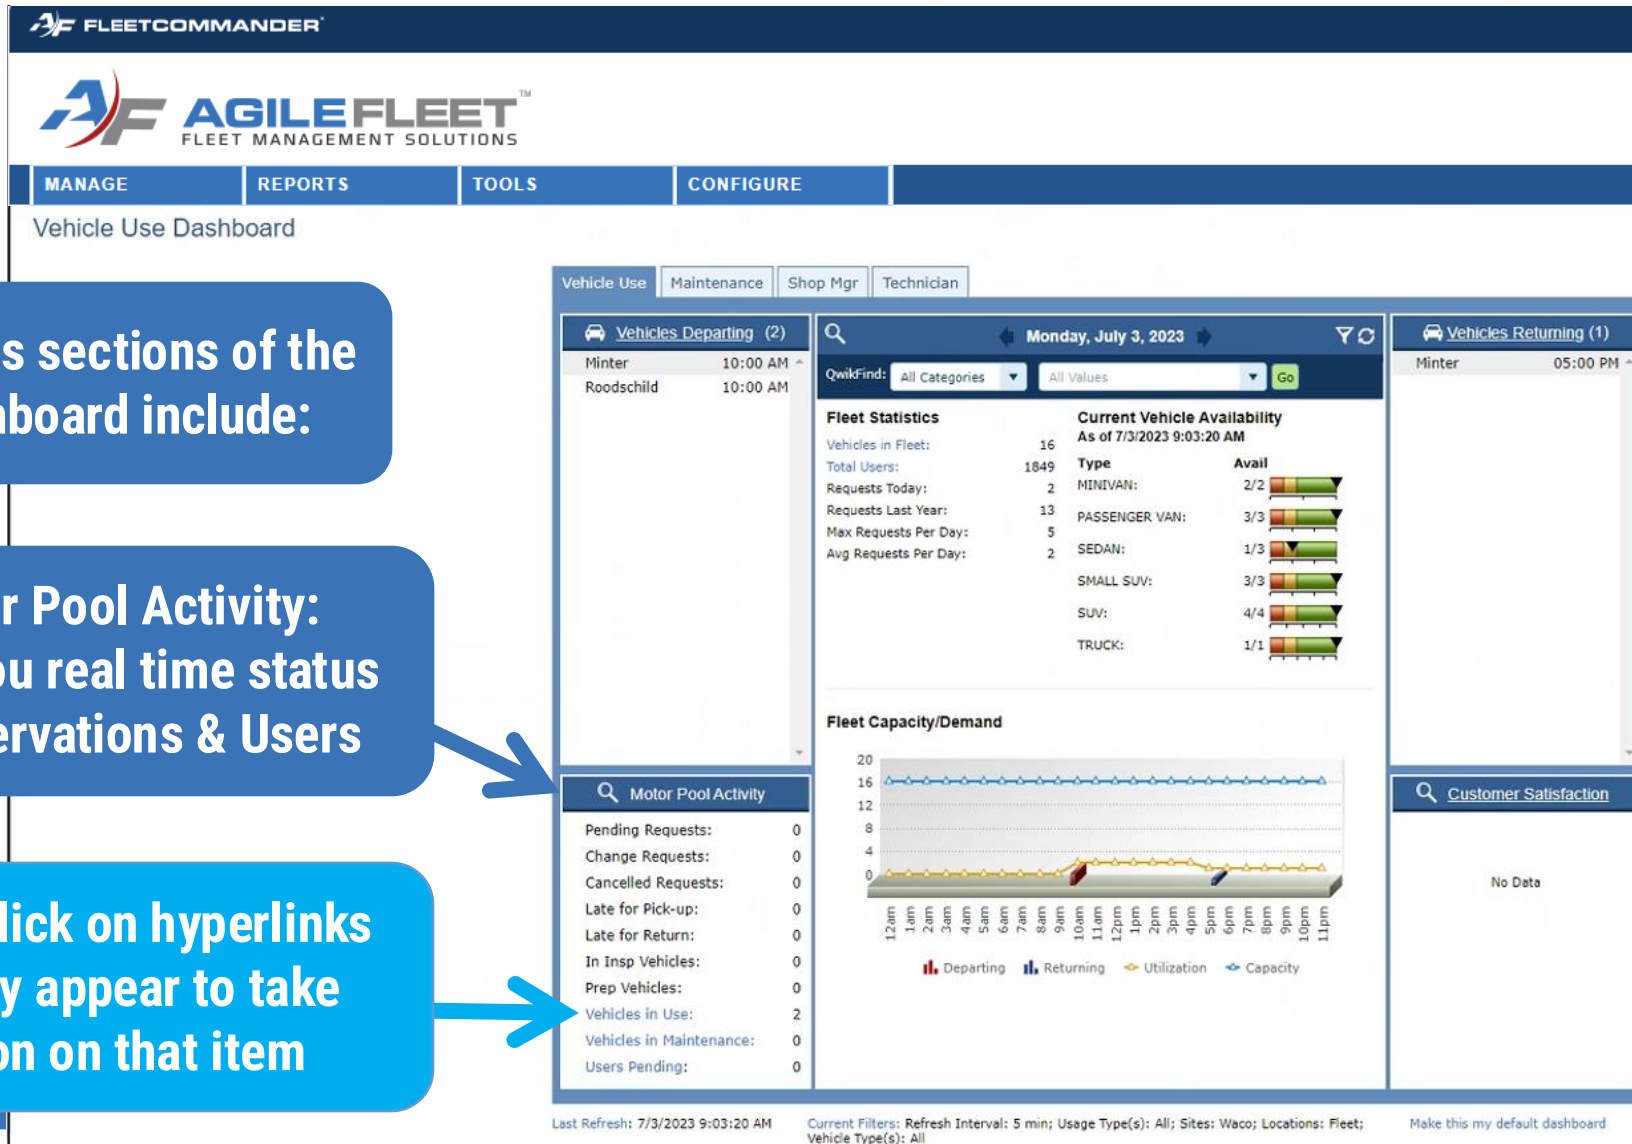 FLEETCOMMANDER
AGILEFLEET™
FLEET MANAGEMENT SOLUTIONS
MANAGE REPORTS TOOLS CONFIGURE
Vehicle Use Dashboard
s sections of the
board include:
r Pool Activity:
ou real time status
ervations & Users
lick on hyperlinks
y appear to take
on on that item
Vehicle Use Maintenance Shop Mgr Technician
Vehicles Departing (2)
Minter 10:00 AM
Roodschild 10:00 AM
Monday, July 3, 2023
QwikFind: All Categories All Values Go
Fleet Statistics
Vehicles in Fleet: 16
Total Users: 1849
Requests Today: 2
Requests Last Year: 13
Max Requests Per Day: 5
Avg Requests Per Day: 2
Current Vehicle Availability
As of 7/3/2023 9:03:20 AM
Type Avail
MINIVAN: 2/2
PASSENGER VAN: 3/3
SEDAN: 1/3
SMALL SUV: 3/3
SUV: 4/4
TRUCK: 1/1
Fleet Capacity/Demand
20
16
12
8
4
0
12am 1am 2am 3am 4am 5am 6am 7am 8am 9am 10am 11am 12pm 1pm 2pm 3pm 4pm 5pm 6pm 7pm 8pm 9pm 10pm 11pm
Departing Returning Utilization Capacity
Vehicles Returning (1)
Minter 05:00 PM
Motor Pool Activity
Pending Requests: 0
Change Requests: 0
Cancelled Requests: 0
Late for Pick-up: 0
Late for Return: 0
In Insp Vehicles: 0
Prep Vehicles: 0
Vehicles in Use: 2
Vehicles in Maintenance: 0
Users Pending: 0
Customer Satisfaction
No Data
Last Refresh: 7/3/2023 9:03:20 AM
Current Filters: Refresh Interval: 5 min; Usage Type(s): All; Sites: Waco; Locations: Fleet;
Vehicle Type(s): All
Make this my default dashboard